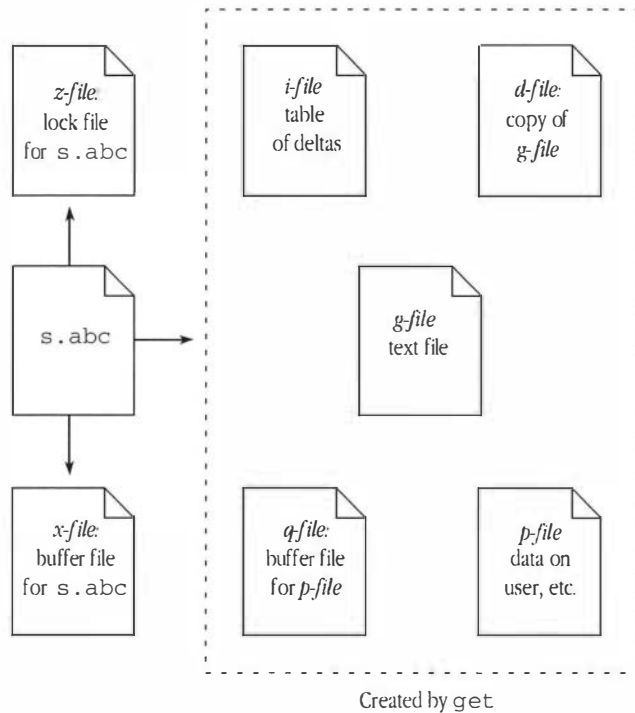 z-file:
lock file
for s.abc
i-file
table
of deltas
d-file:
copy of
g-file
s.abc
g-file
text file
x-file:
buffer file
for s.abc
q-file:
buffer file
for p-file
p-file
data on
user, etc.
Created by get